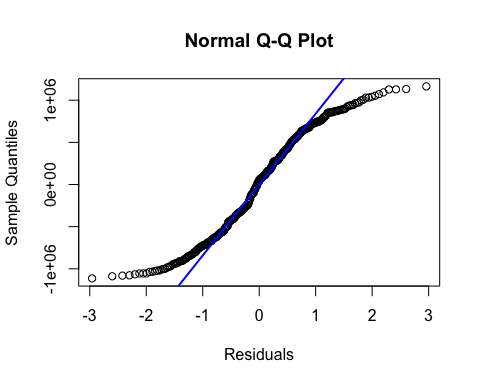 Normal Q-Q Plot
Sample Quantiles
1e+06
0e+00
-1e+06
-3 -2 -1 0 1 2 3
Residuals